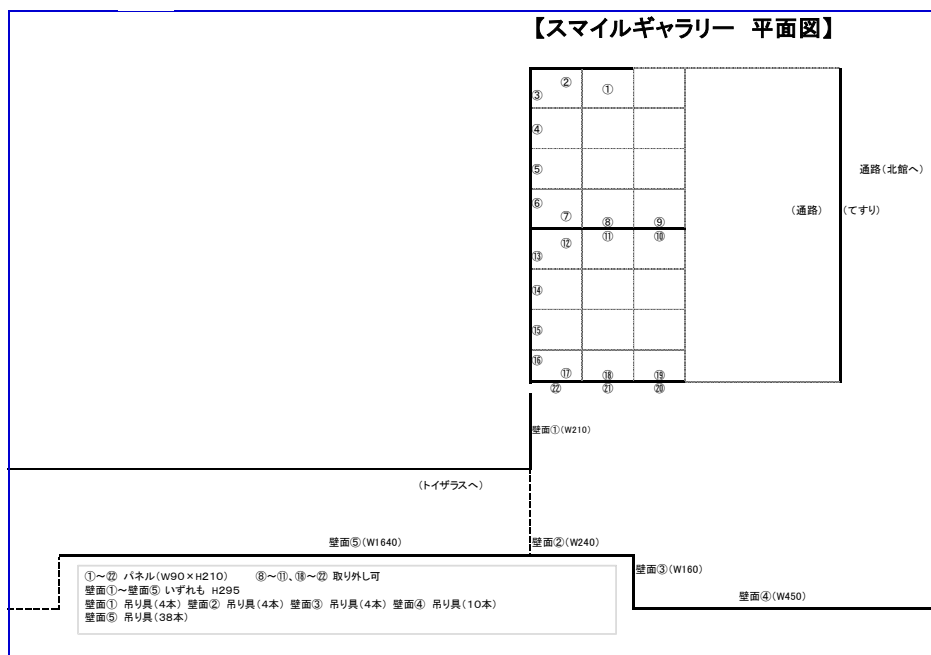 【スマイルギャラリー　平面図】
② ①
③
④
⑤
通路（北館へ）
⑥
（通路）
（てすり）
⑦ ⑧ ⑨
⑫ ⑪ ⑩
⑬
⑭
⑮
⑯
⑰ ⑱ ⑲
㉒ ㉑ ⑳
壁面①（W210）
（トイザラスへ）
壁面⑤（W1640）
壁面②（W240）
壁面③（W160）
壁面④（W450）
①～㉒ パネル（W90×H210）　　⑧～⑪、⑱～㉒ 取り外し可
壁面①～壁面⑤ いずれも H295
壁面① 吊り具（4本） 壁面② 吊り具（4本） 壁面③ 吊り具（4本） 壁面④ 吊り具（10本）
壁面⑤ 吊り具（38本）